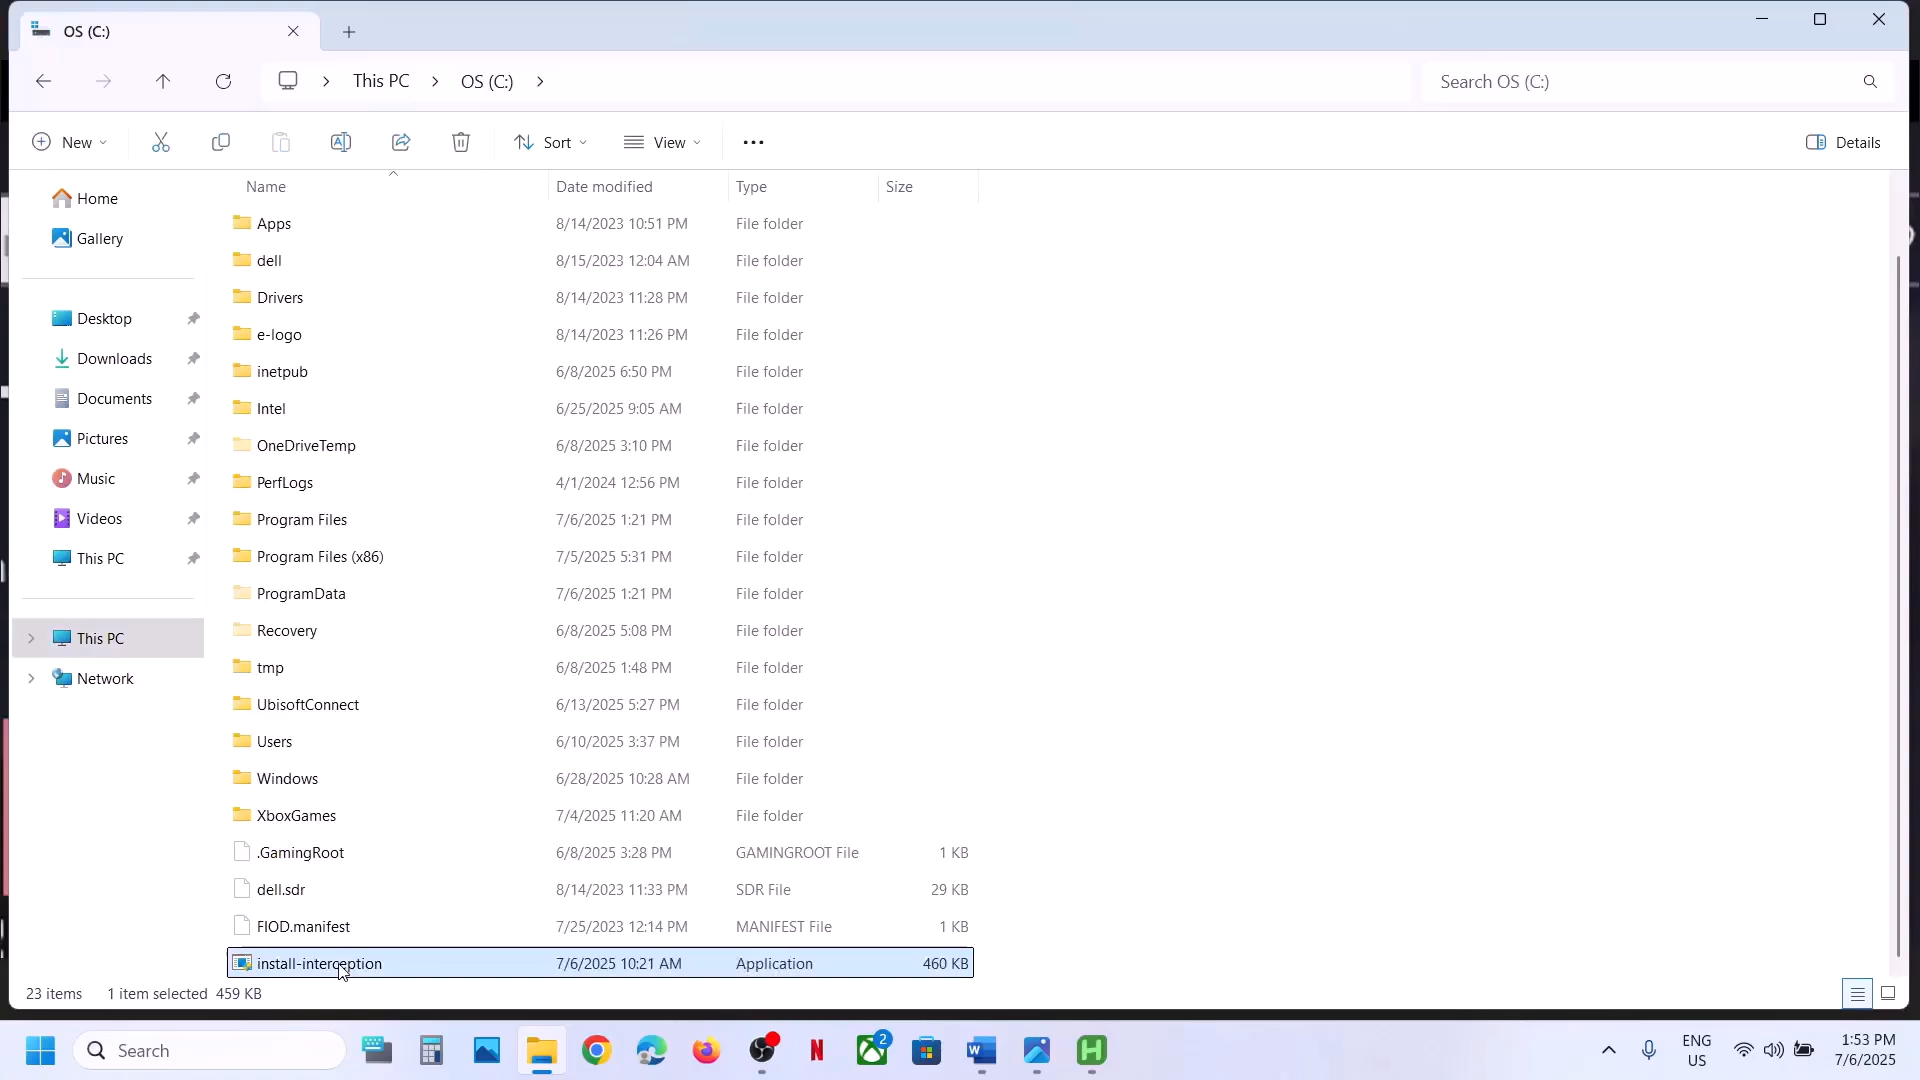 OS (C:)
This PC
OS (C:)
Search OS (C:)
New
Sort
View
Details
Name Date modified Type Size
Home
Gallery
Desktop
Downloads
Documents
Pictures
Music
Videos
This PC
This PC
Network
Apps 8/14/2023 10:51 PM File folder
dell 8/15/2023 12:04 AM File folder
Drivers 8/14/2023 11:28 PM File folder
e-logo 8/14/2023 11:26 PM File folder
inetpub 6/8/2025 6:50 PM File folder
Intel 6/25/2025 9:05 AM File folder
OneDriveTemp 6/8/2025 3:10 PM File folder
PerfLogs 4/1/2024 12:56 PM File folder
Program Files 7/6/2025 1:21 PM File folder
Program Files (x86) 7/5/2025 5:31 PM File folder
ProgramData 7/6/2025 1:21 PM File folder
Recovery 6/8/2025 5:08 PM File folder
tmp 6/8/2025 1:48 PM File folder
UbisoftConnect 6/13/2025 5:27 PM File folder
Users 6/10/2025 3:37 PM File folder
Windows 6/28/2025 10:28 AM File folder
XboxGames 7/4/2025 11:20 AM File folder
.GamingRoot 6/8/2025 3:28 PM GAMINGROOT File 1 KB
dell.sdr 8/14/2023 11:33 PM SDR File 29 KB
FIOD.manifest 7/25/2023 12:14 PM MANIFEST File 1 KB
install-interception 7/6/2025 10:21 AM Application 460 KB
23 items 1 item selected 459 KB
Search
2
ENG
US
1:53 PM
7/6/2025